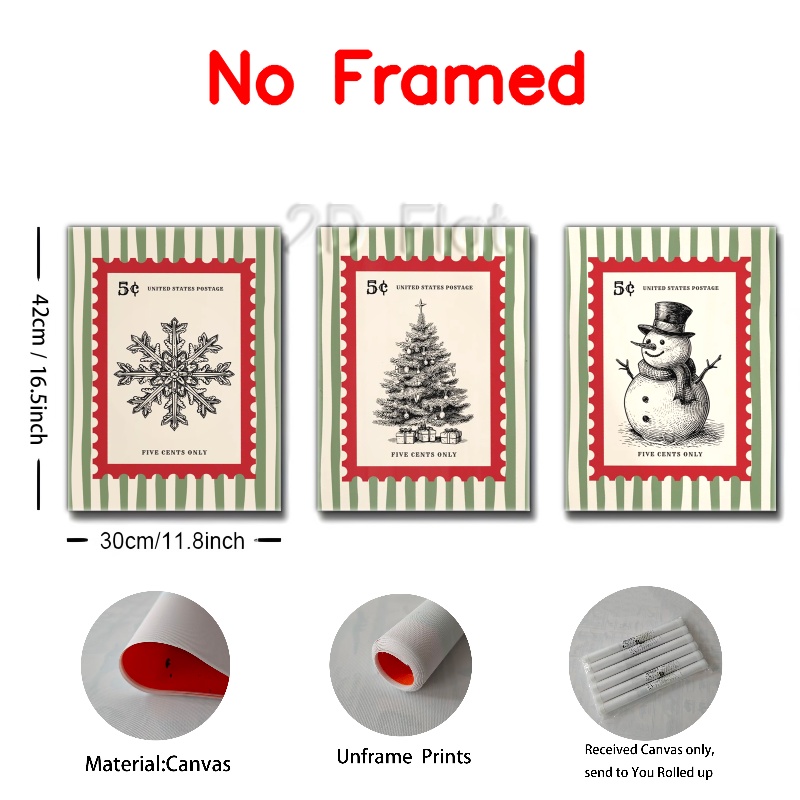 No Framed
2D Flat
5¢ UNITED STATES POSTAGE
FIVE CENTS ONLY
5¢ UNITED STATES POSTAGE
FIVE CENTS ONLY
5¢ UNITED STATES POSTAGE
FIVE CENTS ONLY
42cm / 16.5inch
30cm/11.8inch
Material:Canvas
Unframe Prints
Received Canvas only,
send to You Rolled up